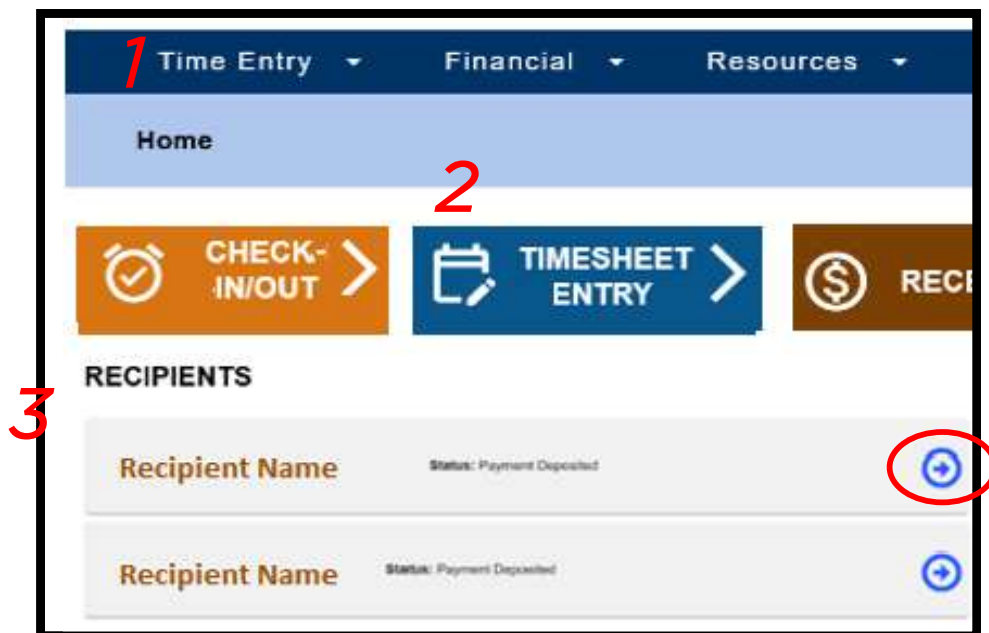 1 Time Entry Financial Resources
Home
2
CHECK-
IN/OUT
TIMESHEET
ENTRY
RECE
RECIPIENTS
3
Recipient Name Status: Payment Deposited
Recipient Name Status: Payment Deposited